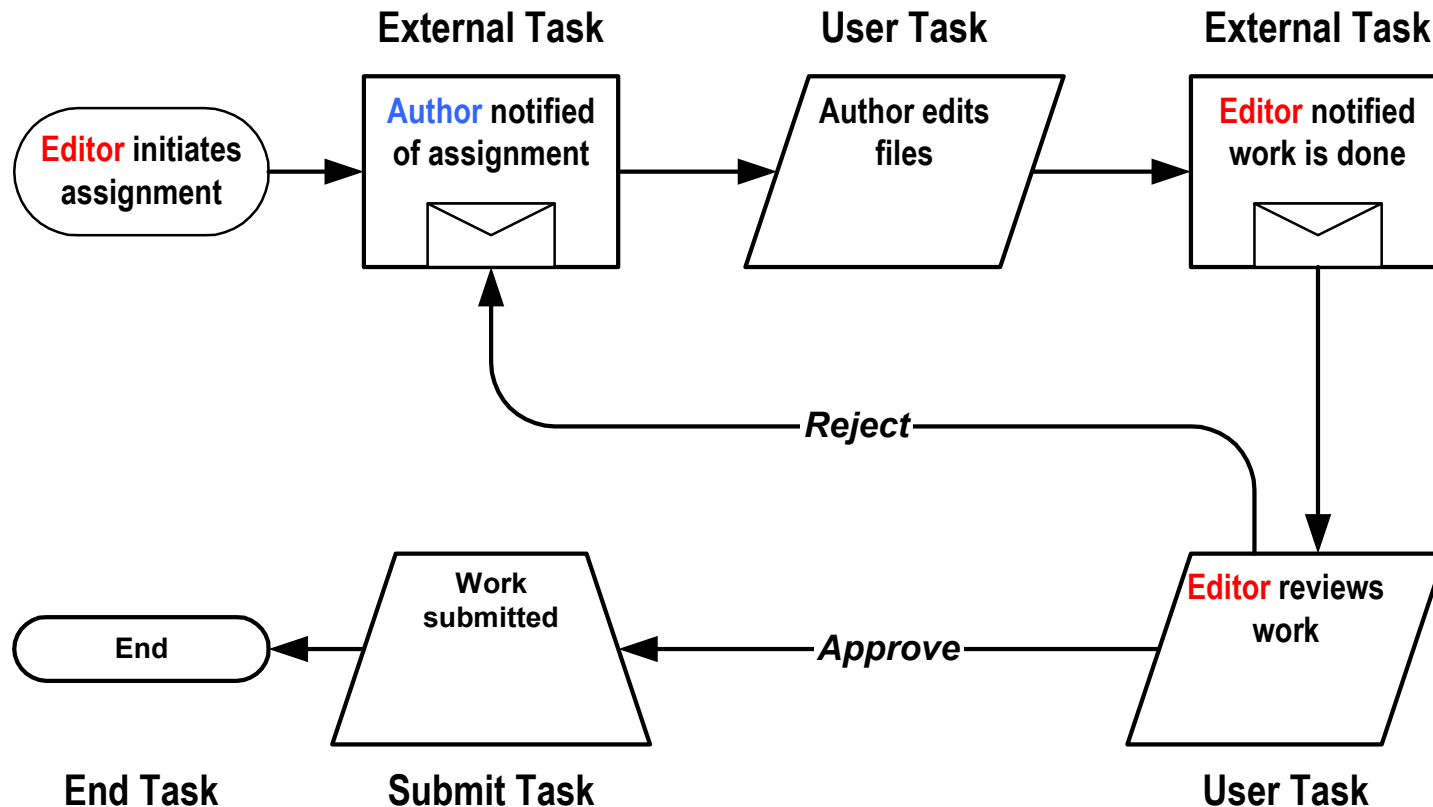 External Task
User Task
External Task
Editor initiates
assignment
Author notified
of assignment
Author edits
files
Editor notified
work is done
Reject
End
Work
submitted
Approve
Editor reviews
work
End Task
Submit Task
User Task